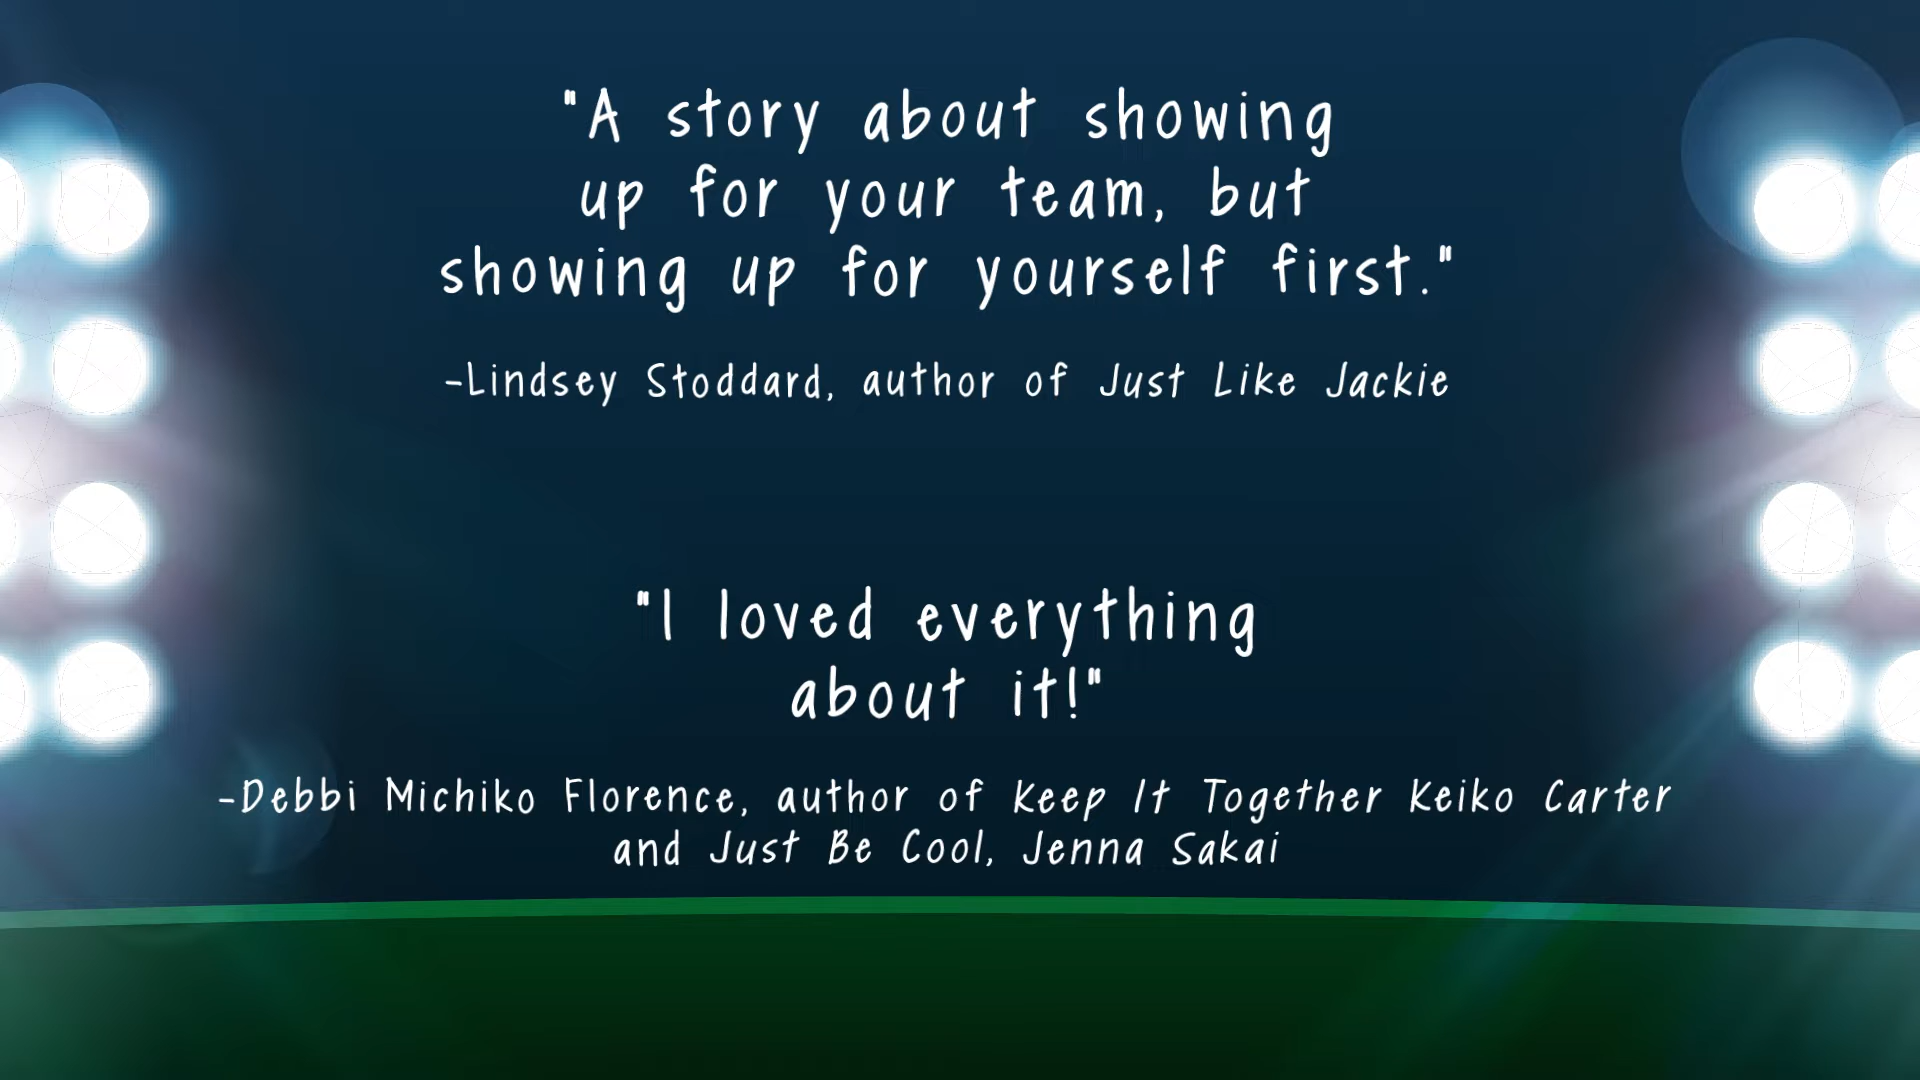 "A story about showing
up for your team, but
showing up for yourself first."
-Lindsey Stoddard, author of Just Like Jackie
"I loved everything
about it!"
-Debbi Michiko Florence, author of Keep It Together Keiko Carter
and Just Be Cool, Jenna Sakai